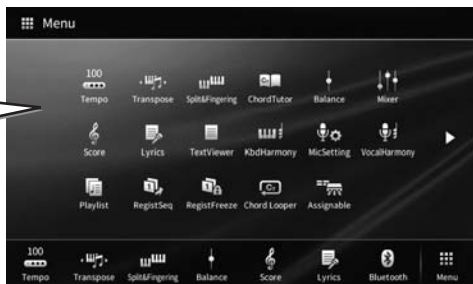 Menu
100
Tempo Transpose Split&Fingering ChordTutor Balance Mixer
Score Lyrics TextViewer KbdHarmony MicSetting VocalHarmony
Playlist RegistSeq RegistFreeze Chord Looper Assignable
100
Tempo Transpose Split&Fingering Balance Score Lyrics Bluetooth Menu